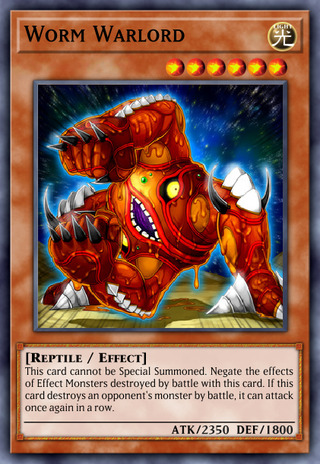 Worm Warlord
LIGHT
光
[Reptile / Effect]
This card cannot be Special Summoned. Negate the effects
of Effect Monsters destroyed by battle with this card. If this
card destroys an opponent's monster by battle, it can attack
once again in a row.
ATK/2350 DEF/1800